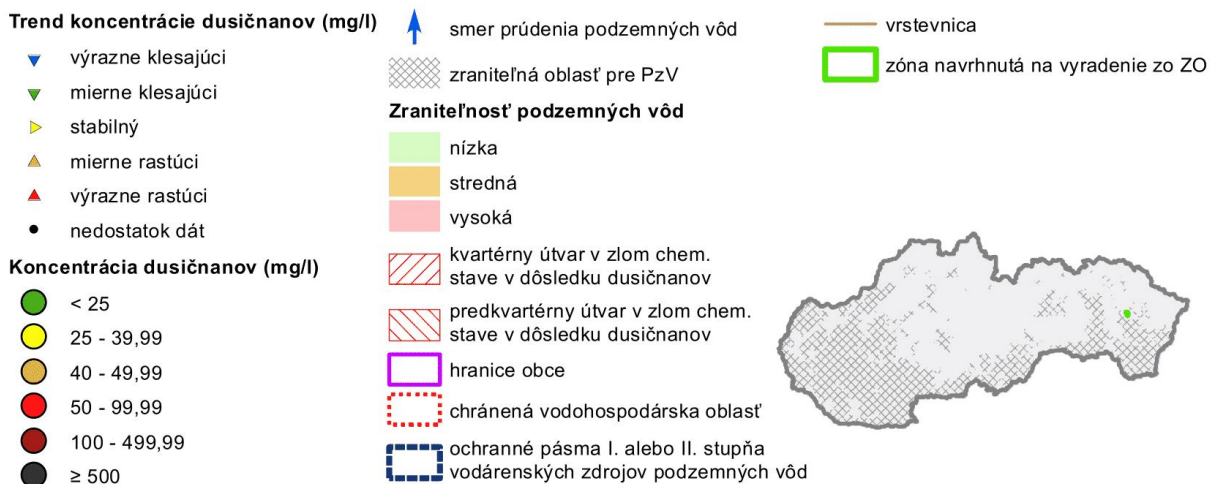 Trend koncentrácie dusičnanov (mg/l)
výrazne klesajúci
mierne klesajúci
stabilný
mierne rastúci
výrazne rastúci
nedostatok dát
Koncentrácia dusičnanov (mg/l)
< 25
25 - 39,99
40 - 49,99
50 - 99,99
100 - 499,99
≥ 500
smer prúdenia podzemných vôd
zraniteľná oblasť pre PzV
Zraniteľnosť podzemných vôd
nízka
stredná
vysoká
kvartérny útvar v zlom chem.
stave v dôsledku dusičnanov
predkvartérny útvar v zlom chem.
stave v dôsledku dusičnanov
hranice obce
chránená vodohospodárska oblasť
ochranné pásma I. alebo II. stupňa
vodárenských zdrojov podzemných vôd
vrstevnica
zóna navrhnutá na vyradenie zo ZO